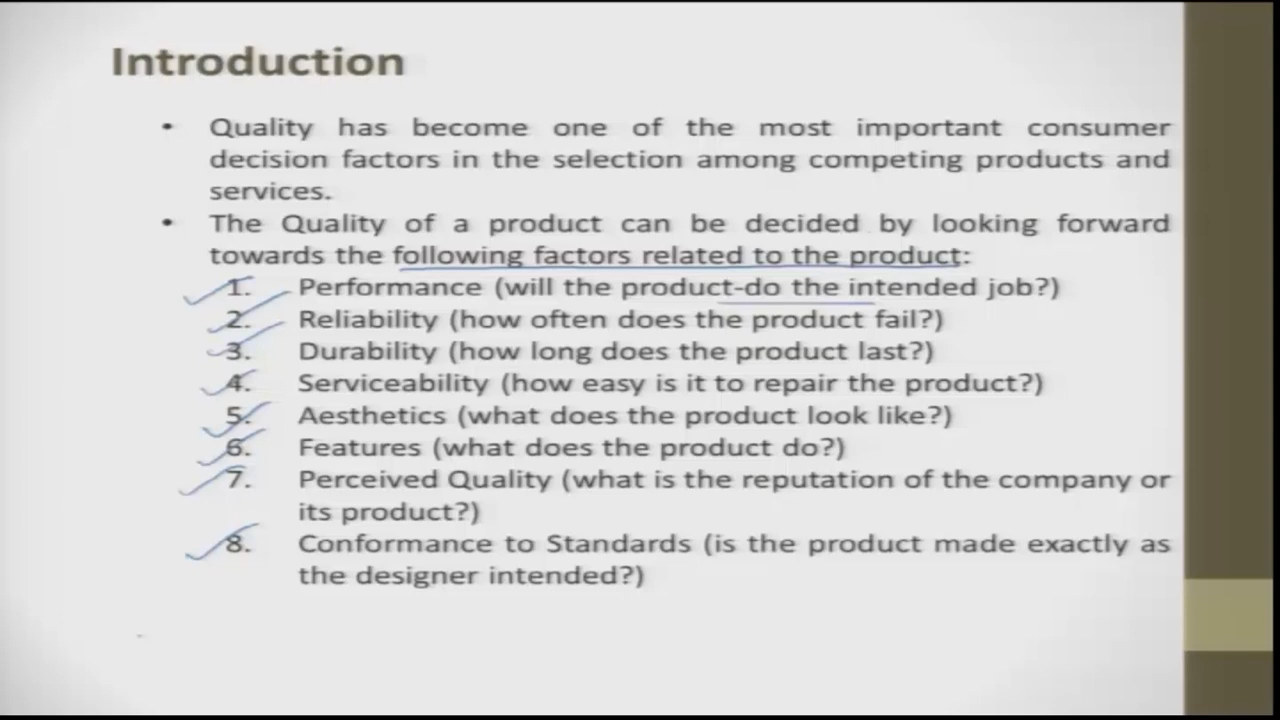 Introduction
• Quality has become one of the most important consumer
decision factors in the selection among competing products and
services.
• The Quality of a product can be decided by looking forward
towards the following factors related to the product:
1. Performance (will the product-do the intended job?)
2. Reliability (how often does the product fail?)
3. Durability (how long does the product last?)
4. Serviceability (how easy is it to repair the product?)
5. Aesthetics (what does the product look like?)
6. Features (what does the product do?)
7. Perceived Quality (what is the reputation of the company or
its product?)
8. Conformance to Standards (is the product made exactly as
the designer intended?)